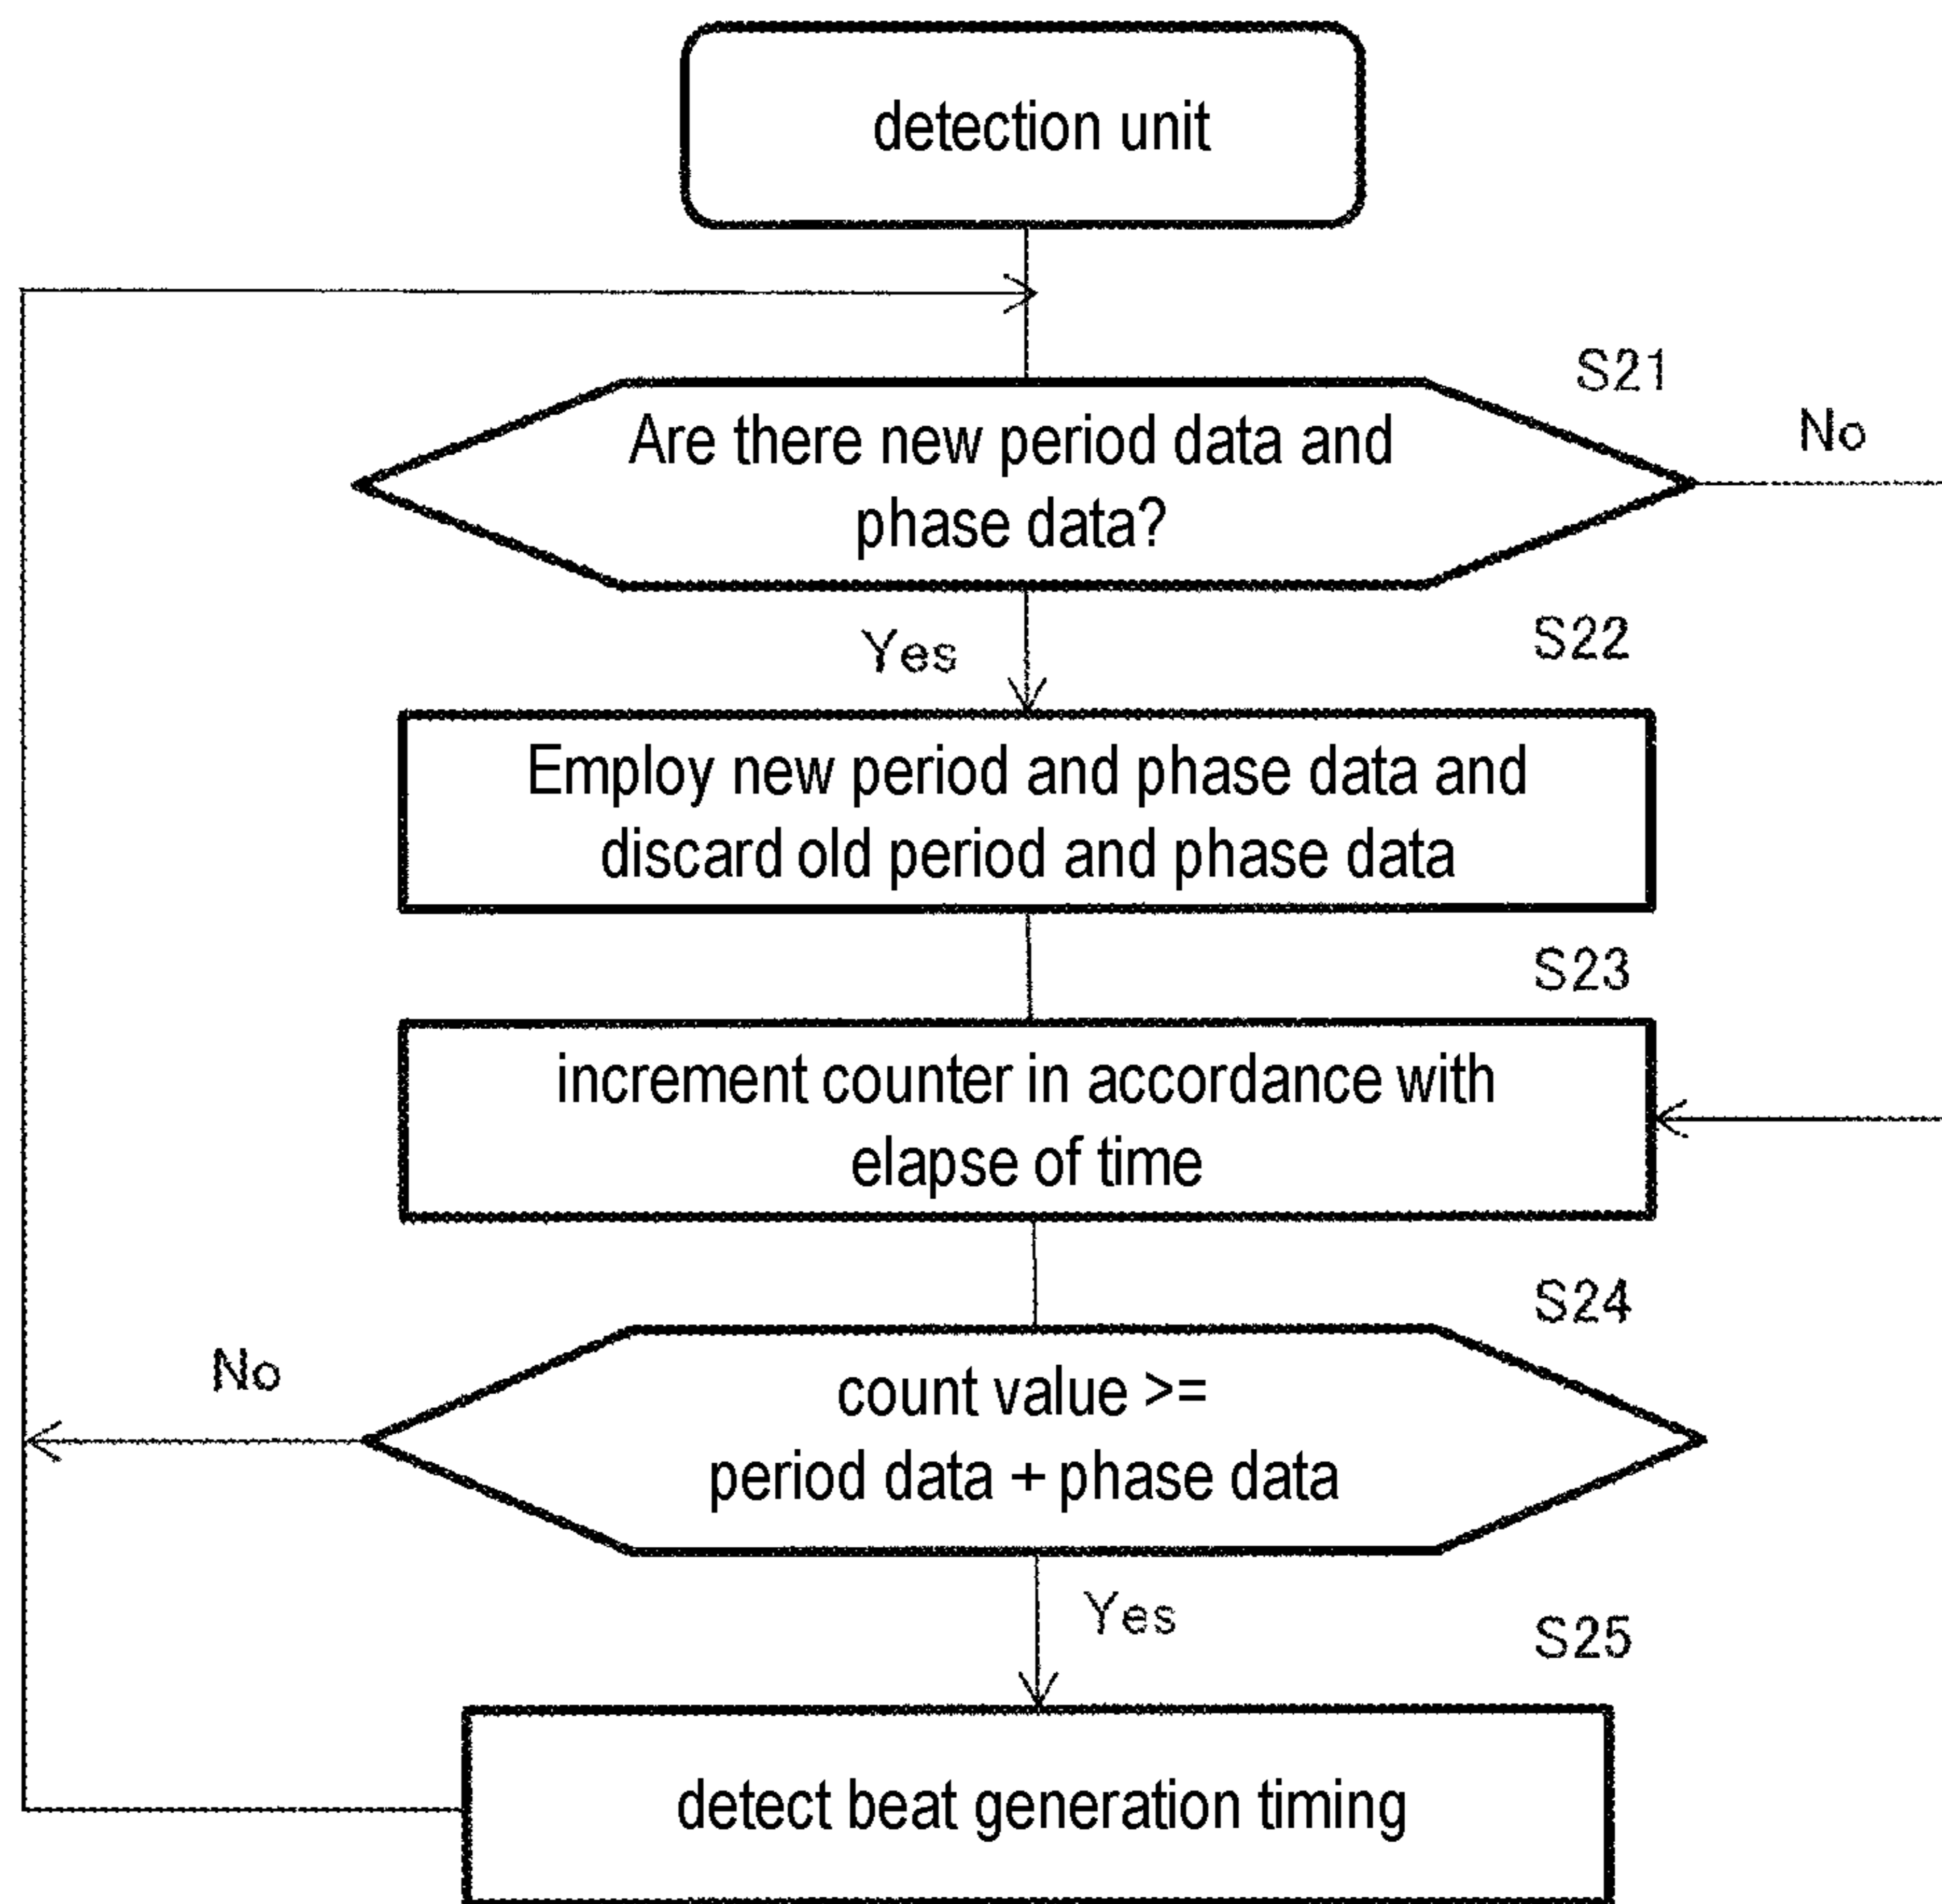 detection unit
S21
Are there new period data and
phase data?
No
Yes
S22
Employ new period and phase data and
discard old period and phase data
S23
increment counter in accordance with
elapse of time
S24
No
count value >=
period data + phase data
Yes
S25
detect beat generation timing